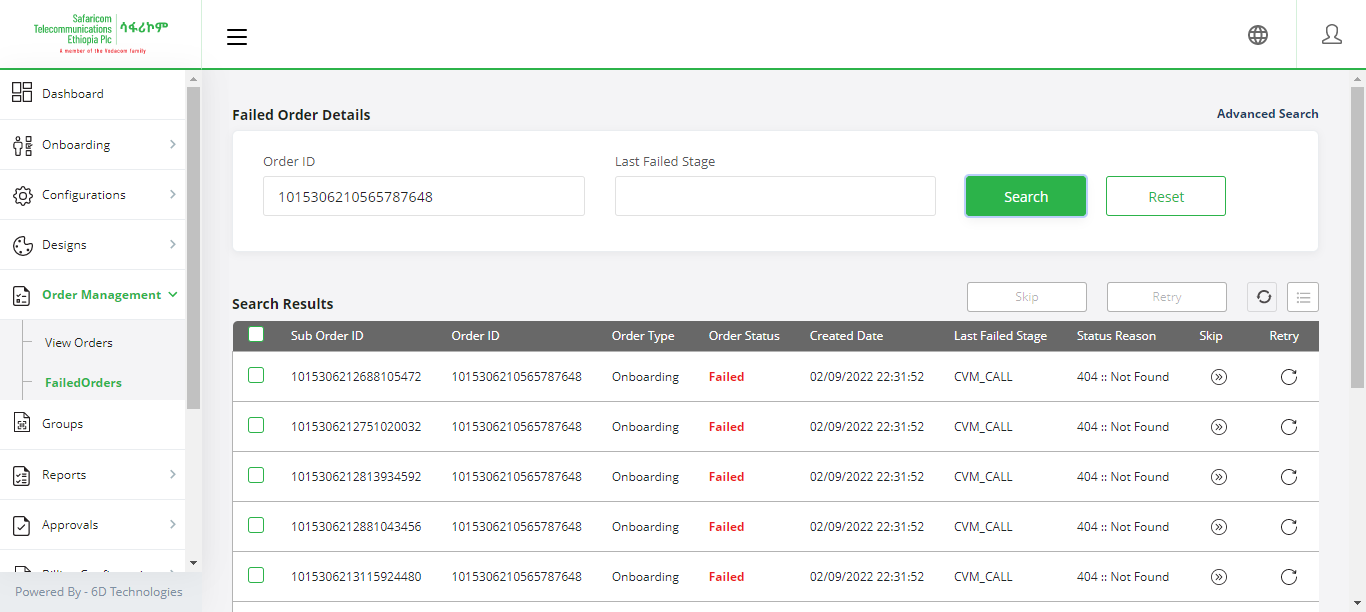 Safaricom
Telecommunications
Ethiopia Plc
ሳፋሪኮም
A member of the Vodacom family
Dashboard
Onboarding
Configurations
Designs
Order Management
View Orders
FailedOrders
Groups
Reports
Approvals
Powered By - 6D Technologies
Failed Order Details
Advanced Search
Order ID
Last Failed Stage
1015306210565787648
Search
Reset
Search Results
Skip
Retry
Sub Order ID Order ID Order Type Order Status Created Date Last Failed Stage Status Reason Skip Retry
1015306212688105472 1015306210565787648 Onboarding Failed 02/09/2022 22:31:52 CVM_CALL 404 :: Not Found
1015306212751020032 1015306210565787648 Onboarding Failed 02/09/2022 22:31:52 CVM_CALL 404 :: Not Found
1015306212813934592 1015306210565787648 Onboarding Failed 02/09/2022 22:31:52 CVM_CALL 404 :: Not Found
1015306212881043456 1015306210565787648 Onboarding Failed 02/09/2022 22:31:52 CVM_CALL 404 :: Not Found
1015306213115924480 1015306210565787648 Onboarding Failed 02/09/2022 22:31:52 CVM_CALL 404 :: Not Found